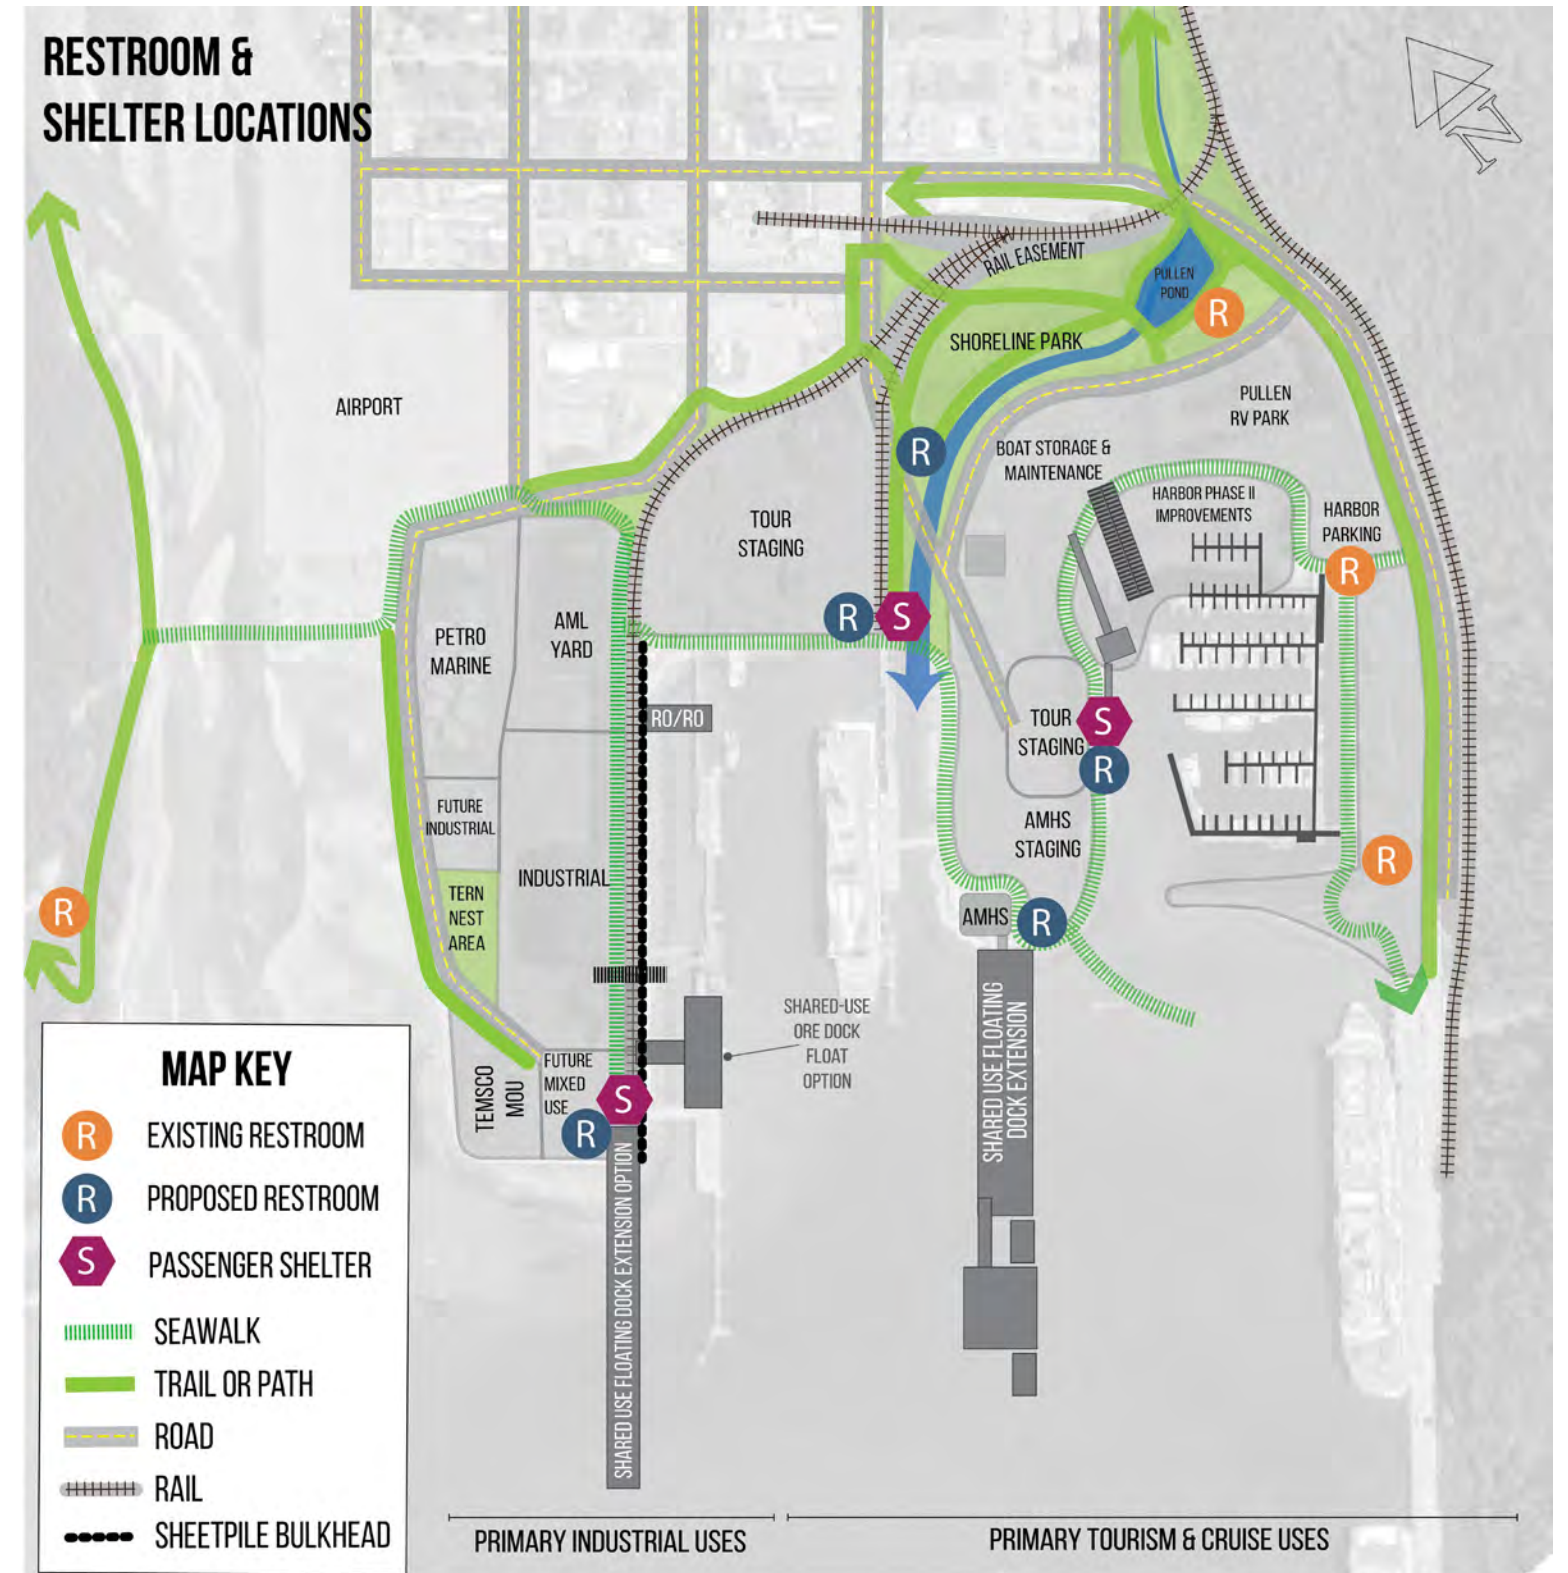 RESTROOM &
SHELTER LOCATIONS
N
RAIL EASEMENT
PULLEN
POND
R
SHORELINE PARK
AIRPORT
PULLEN
RV PARK
R
BOAT STORAGE &
MAINTENANCE
HARBOR PHASE II
IMPROVEMENTS
HARBOR
PARKING
R
TOUR
STAGING
R
S
AML
YARD
PETRO
MARINE
RO/RO
TOUR
STAGING
S
R
FUTURE
INDUSTRIAL
AMHS
STAGING
R
INDUSTRIAL
TERN
NEST
AREA
R
AMHS
R
SHARED-USE
ORE DOCK
FLOAT
OPTION
SHARED USE FLOATING
DOCK EXTENSION
TEMSCO
MOU
FUTURE
MIXED
USE
S
R
SHARED USE FLOATING DOCK EXTENSION OPTION
MAP KEY
R EXISTING RESTROOM
R PROPOSED RESTROOM
S PASSENGER SHELTER
SEAWALK
TRAIL OR PATH
ROAD
RAIL
SHEETPILE BULKHEAD
PRIMARY INDUSTRIAL USES
PRIMARY TOURISM & CRUISE USES